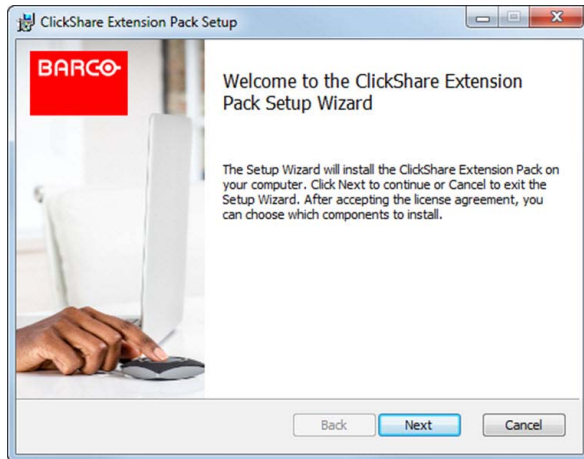 ClickShare Extension Pack Setup
BARCO
Welcome to the ClickShare Extension
Pack Setup Wizard
The Setup Wizard will install the ClickShare Extension Pack on
your computer. Click Next to continue or Cancel to exit the
Setup Wizard. After accepting the license agreement, you
can choose which components to install.
Back Next Cancel